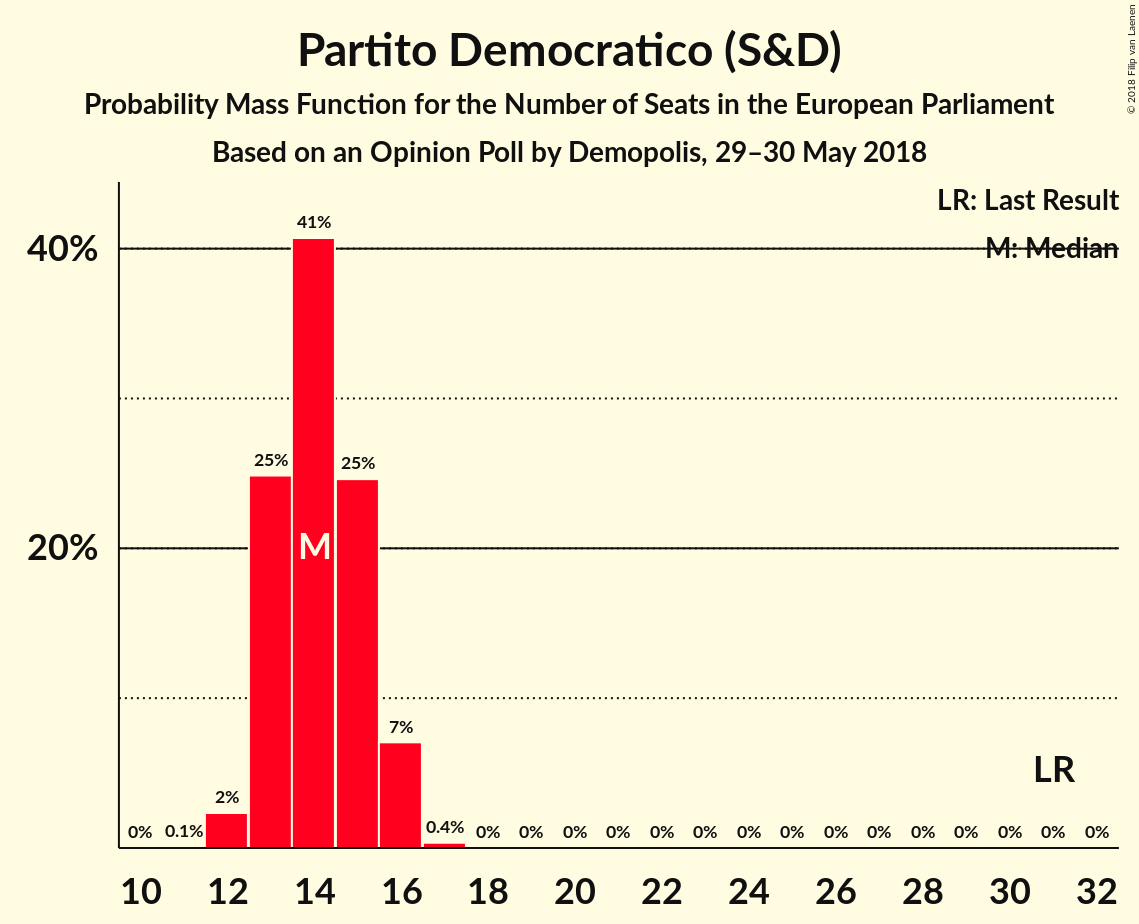 Partito Democratico (S&D)
Probability Mass Function for the Number of Seats in the European Parliament
Based on an Opinion Poll by Demopolis, 29–30 May 2018
© 2018 Filip van Laenen
LR: Last Result
M: Median
40%
20%
0% 0.1% 2% 25% 41% 25% 7% 0.4% 0% 0% 0% 0% 0% 0% 0% 0% 0% 0% 0% 0% 0% 0% 0%
M
LR
10 12 14 16 18 20 22 24 26 28 30 32